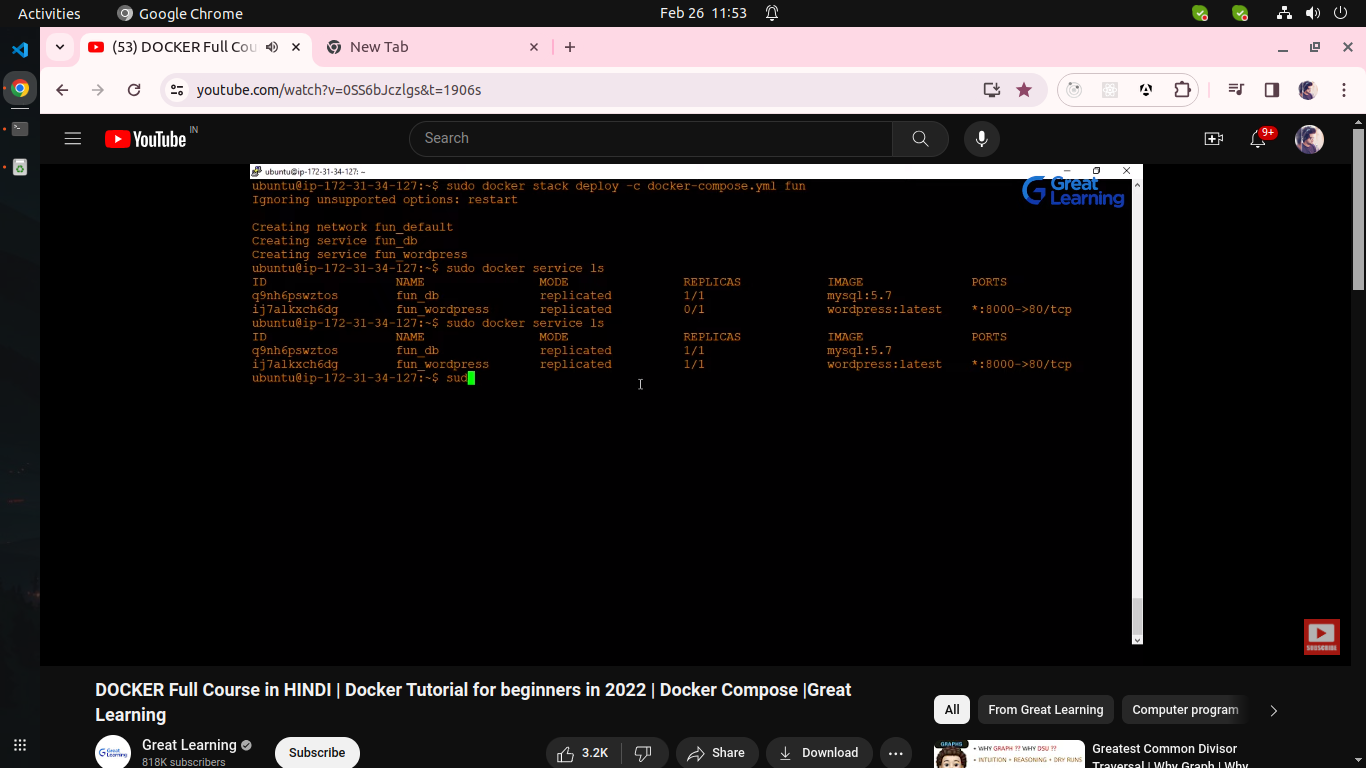 Activities
Google Chrome
Feb 26 11:53
(53) DOCKER Full Cou
New Tab
youtube.com/watch?v=0SS6bJczlgs&t=1906s
YouTube IN
Search
9+
ubuntu@ip-172-31-34-127: ~
Great Learning
ubuntu@ip-172-31-34-127:~$ sudo docker stack deploy -c docker-compose.yml fun
Ignoring unsupported options: restart
Creating network fun_default
Creating service fun_db
Creating service fun_wordpress
ubuntu@ip-172-31-34-127:~$ sudo docker service ls
ID NAME MODE REPLICAS IMAGE PORTS
q9nh6pswztos fun_db replicated 1/1 mysql:5.7
ij7alkxch6dg fun_wordpress replicated 0/1 wordpress:latest *:8000->80/tcp
ubuntu@ip-172-31-34-127:~$ sudo docker service ls
ID NAME MODE REPLICAS IMAGE PORTS
q9nh6pswztos fun_db replicated 1/1 mysql:5.7
ij7alkxch6dg fun_wordpress replicated 1/1 wordpress:latest *:8000->80/tcp
ubuntu@ip-172-31-34-127:~$ sud
SUBSCRIBE
DOCKER Full Course in HINDI | Docker Tutorial for beginners in 2022 | Docker Compose |Great
Learning
Great Learning
818K subscribers
Subscribe
3.2K
Share
Download
All
From Great Learning
Computer program
GRAPHS
• WHY GRAPH ?? WHY DSU ??
• INTUITION + REASONING + DRY RUNS
Greatest Common Divisor
Traversal | Why Graph | Why